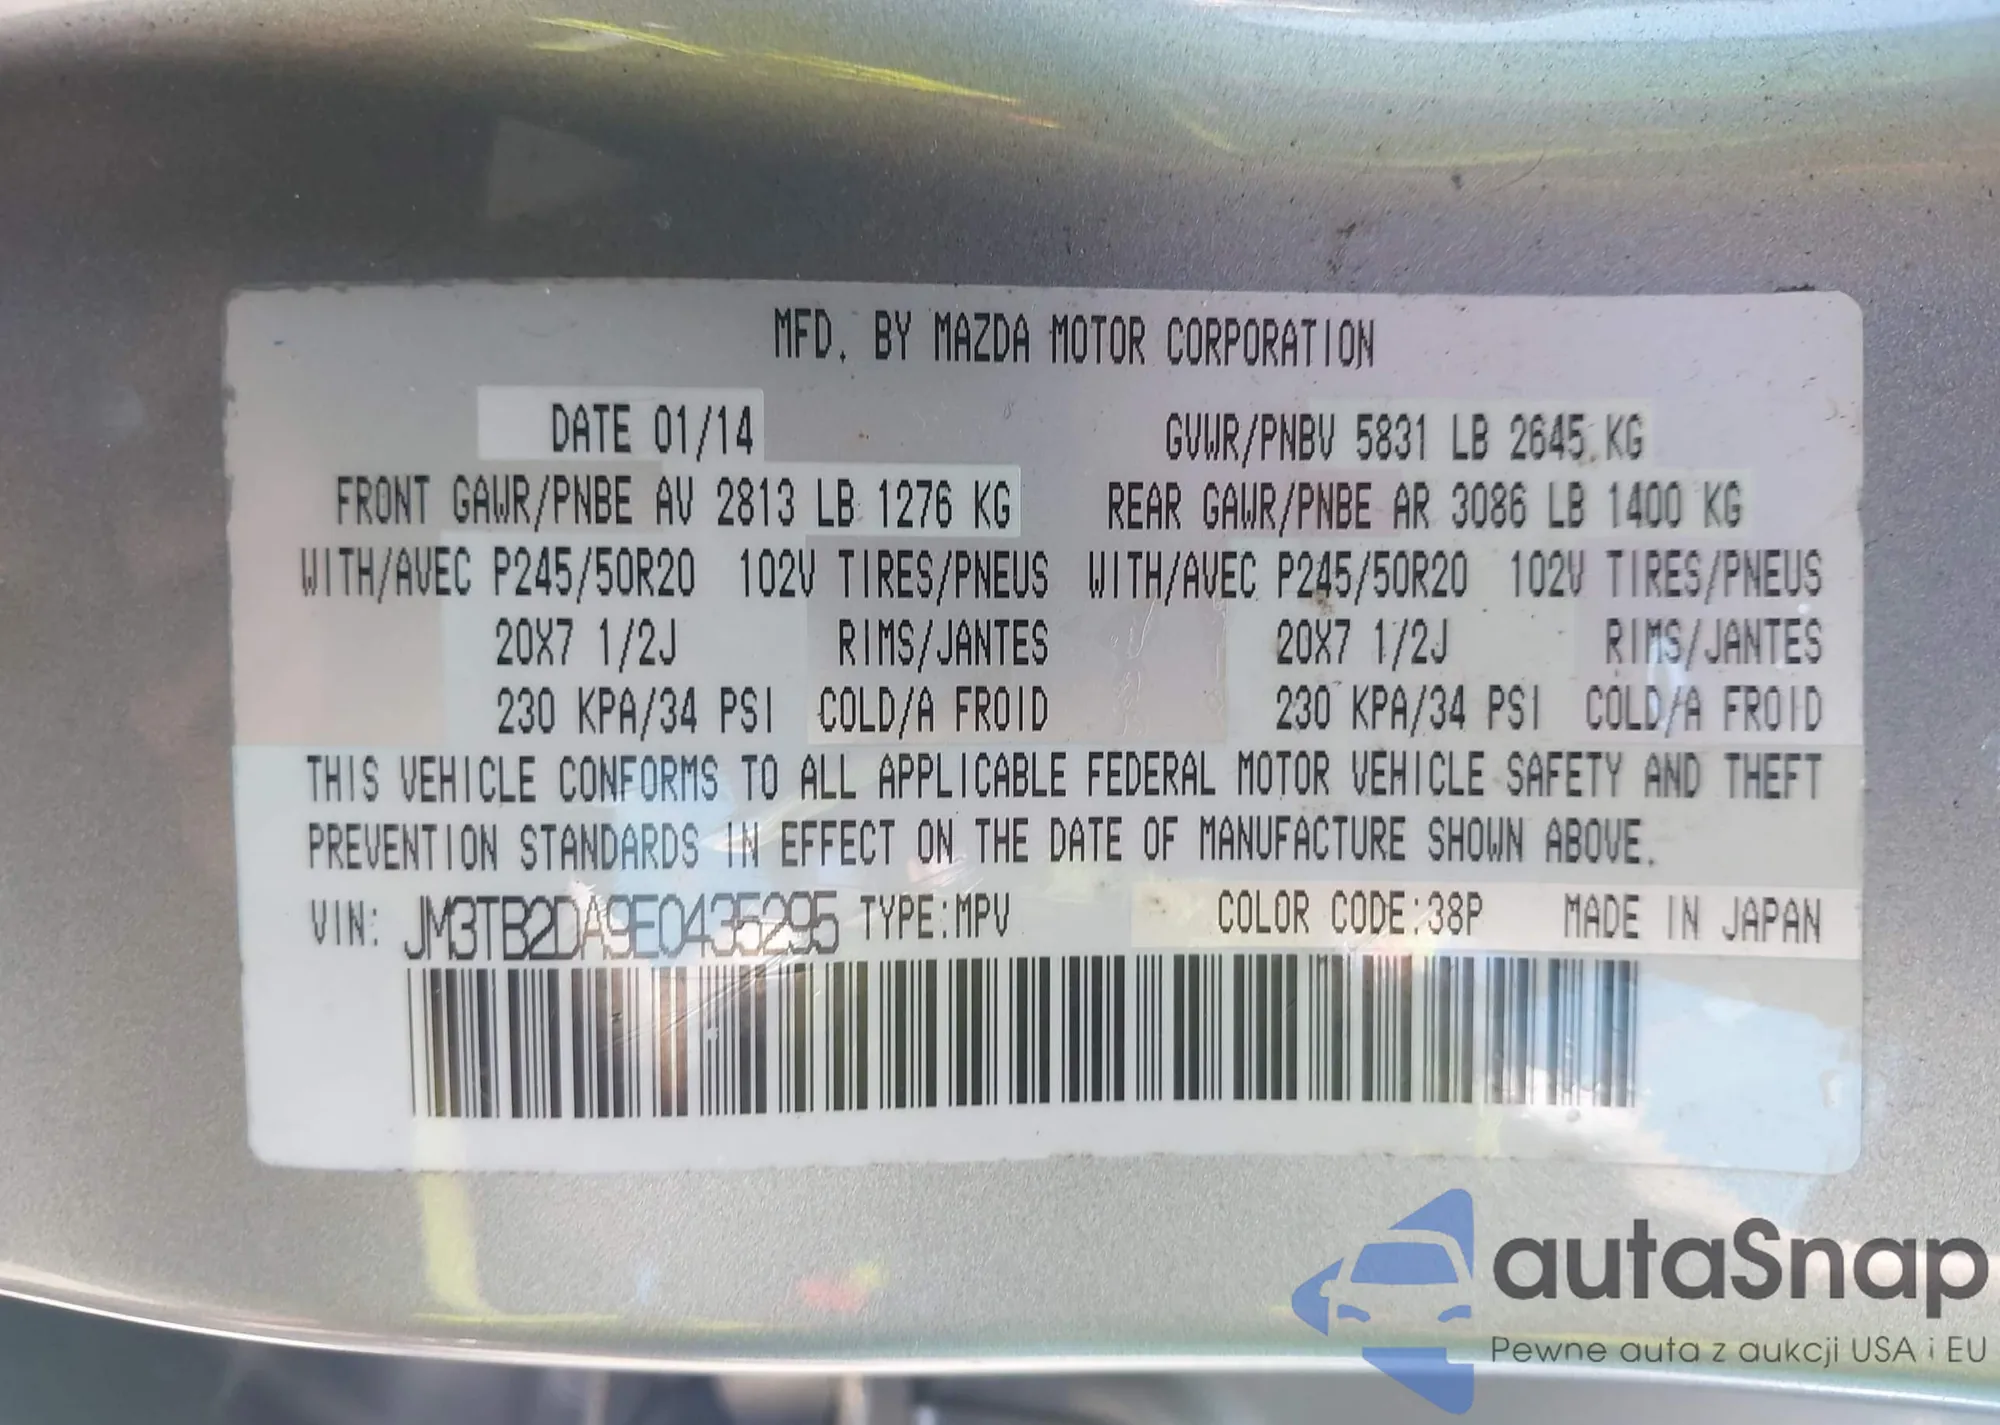 MFD. BY MAZDA MOTOR CORPORATION
DATE 01/14 GVWR/PNBV 5831 LB 2645 KG
FRONT GAWR/PNBE AV 2813 LB 1276 KG REAR GAWR/PNBE AR 3086 LB 1400 KG
WITH/AVEC P245/50R20 102V TIRES/PNEUS WITH/AVEC P245/50R20 102V TIRES/PNEUS
20X7 1/2J RIMS/JANTES 20X7 1/2J RIMS/JANTES
230 KPA/34 PSI COLD/A FROID 230 KPA/34 PSI COLD/A FROID
THIS VEHICLE CONFORMS TO ALL APPLICABLE FEDERAL MOTOR VEHICLE SAFETY AND THEFT
PREVENTION STANDARDS IN EFFECT ON THE DATE OF MANUFACTURE SHOWN ABOVE.
VIN: JM3TB2DA9E0435295 TYPE:MPV COLOR CODE:38P MADE IN JAPAN
autaSnap
Pewne auta z aukcji USA i EU